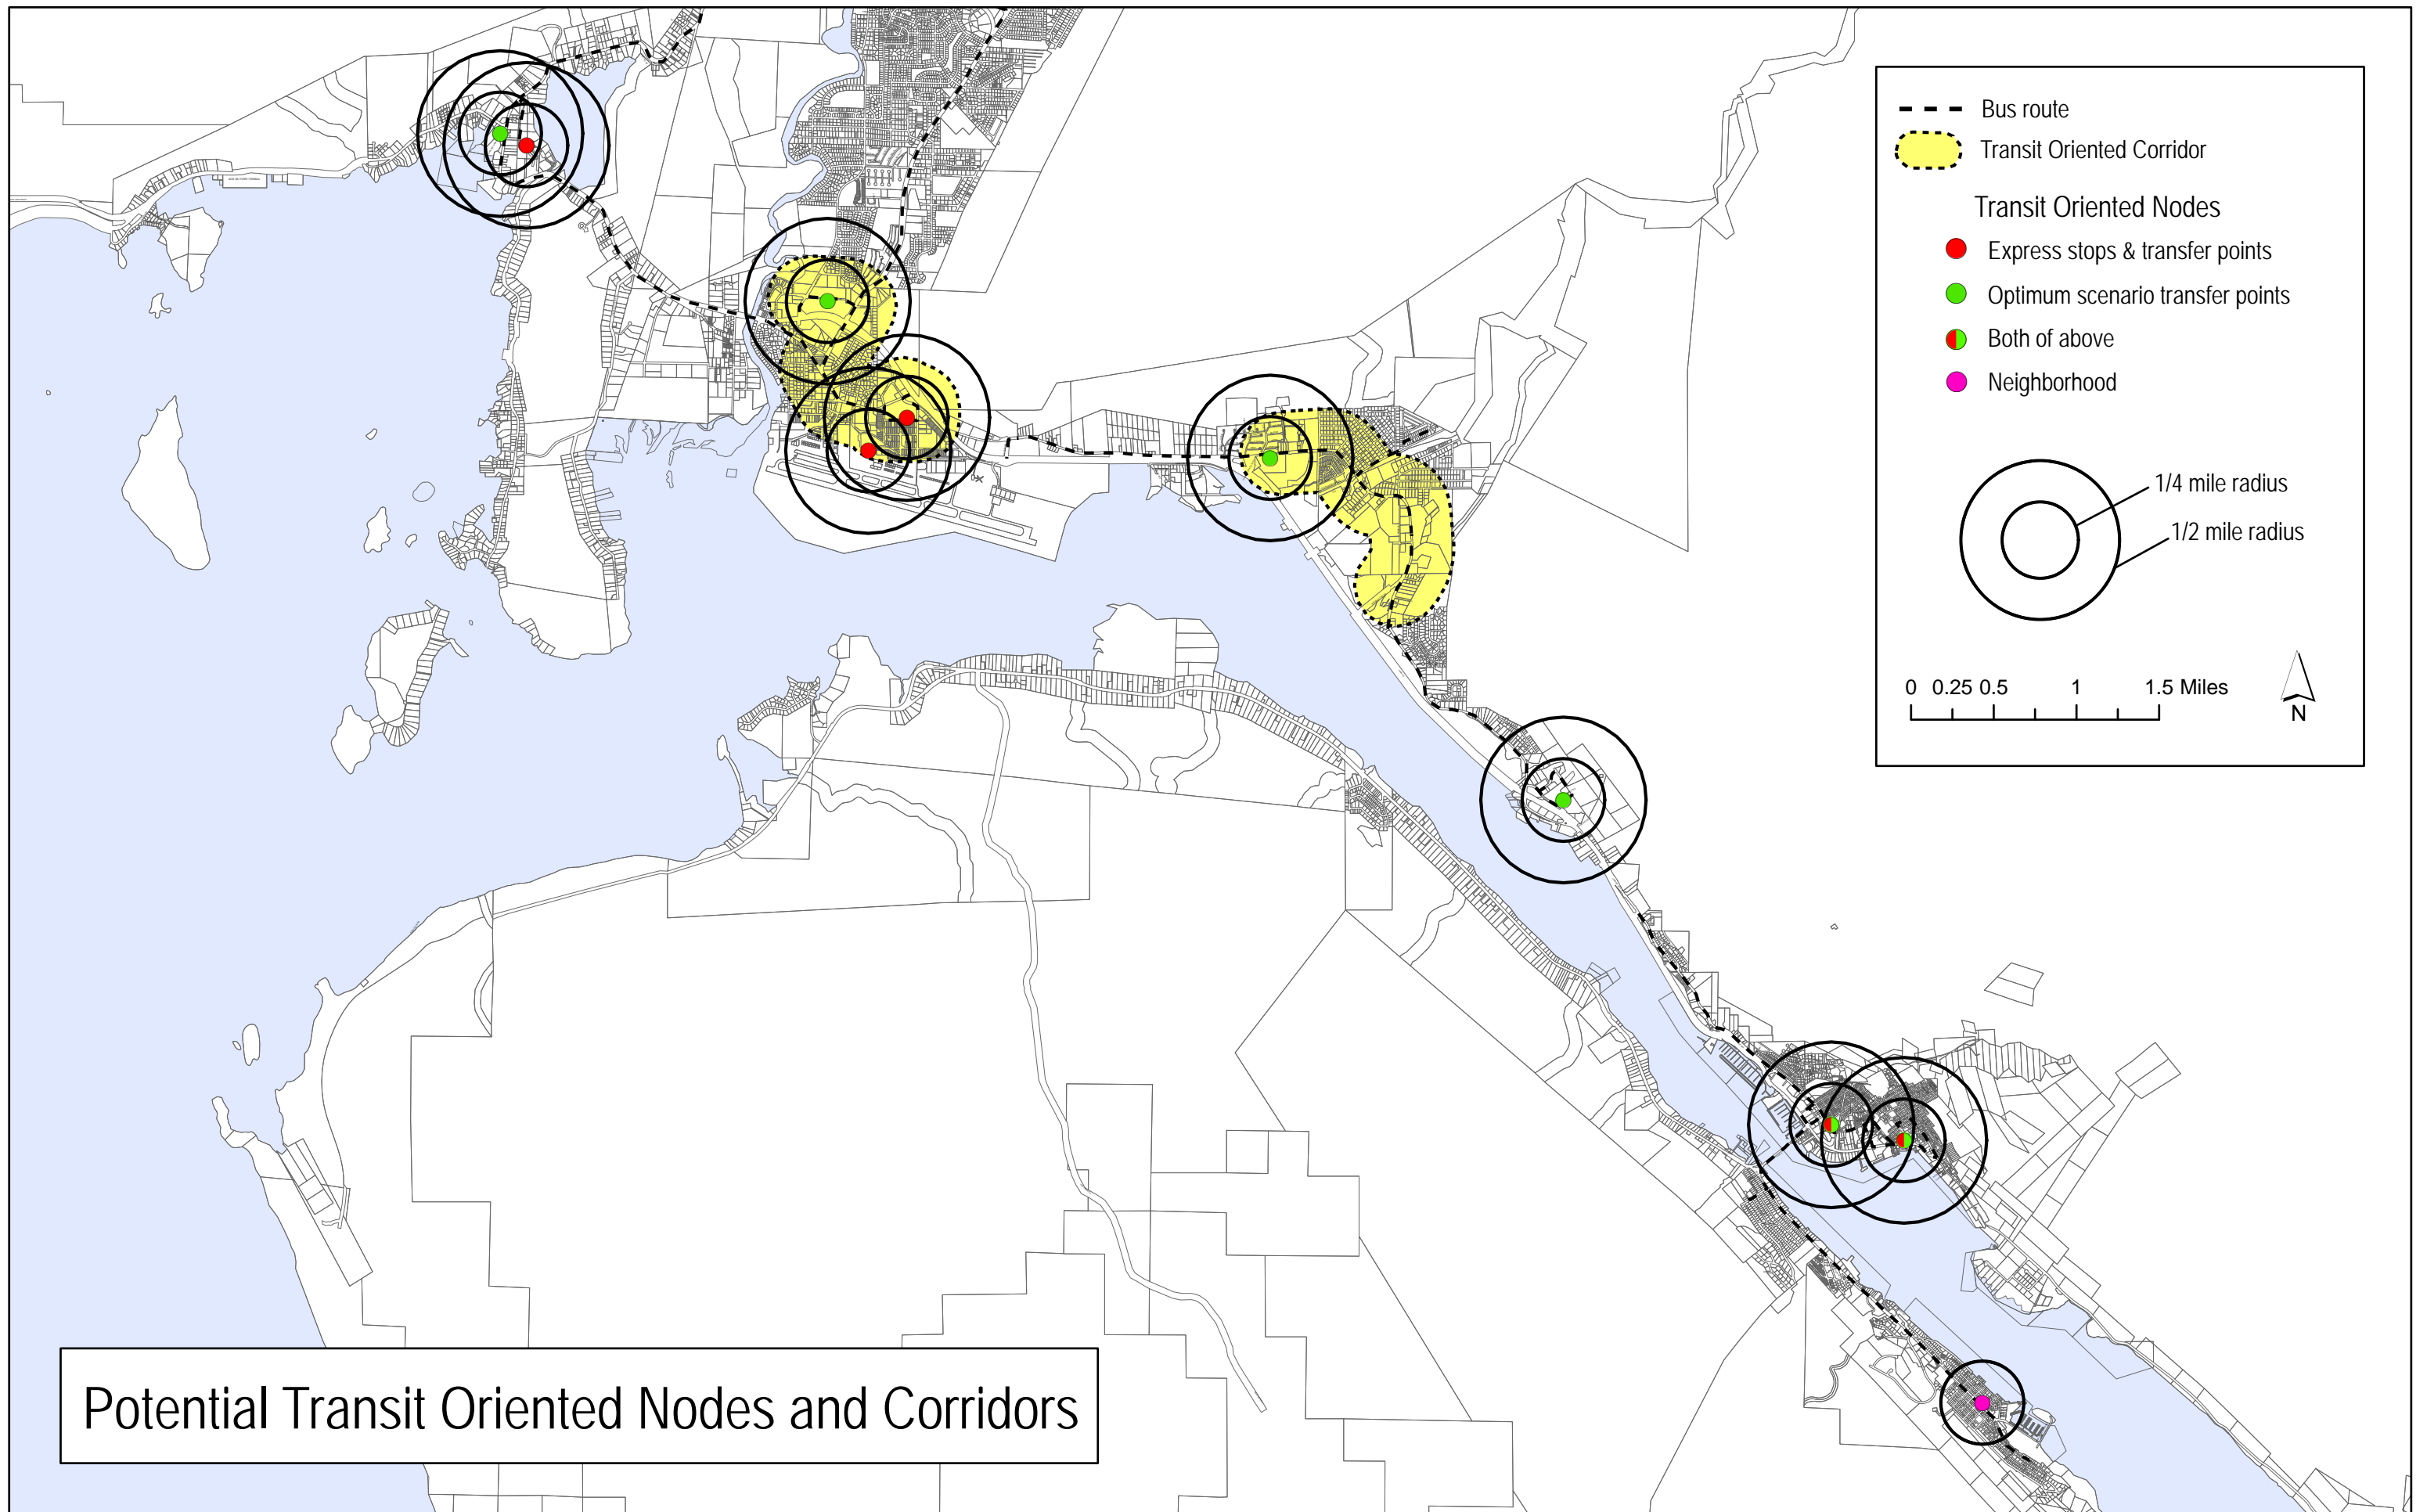 Bus route
Transit Oriented Corridor
Transit Oriented Nodes
Express stops & transfer points
Optimum scenario transfer points
Both of above
Neighborhood
1/4 mile radius
1/2 mile radius
0 0.25 0.5 1 1.5 Miles
N
Potential Transit Oriented Nodes and Corridors